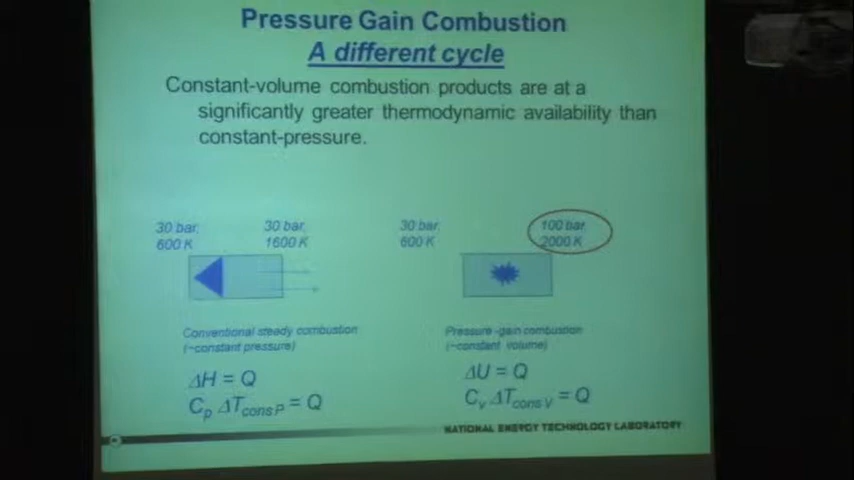 Pressure Gain Combustion
A different cycle
Constant-volume combustion products are at a
significantly greater thermodynamic availability than
constant-pressure.
30 bar,
600 K
30 bar,
1600 K
30 bar,
600 K
100 bar,
2000 K
Conventional steady combustion
(~constant pressure)
ΔH = Q
Cp ΔTcons P = Q
Pressure -gain combustion
(~constant volume)
ΔU = Q
Cv ΔTcons V = Q
NATIONAL ENERGY TECHNOLOGY LABORATORY